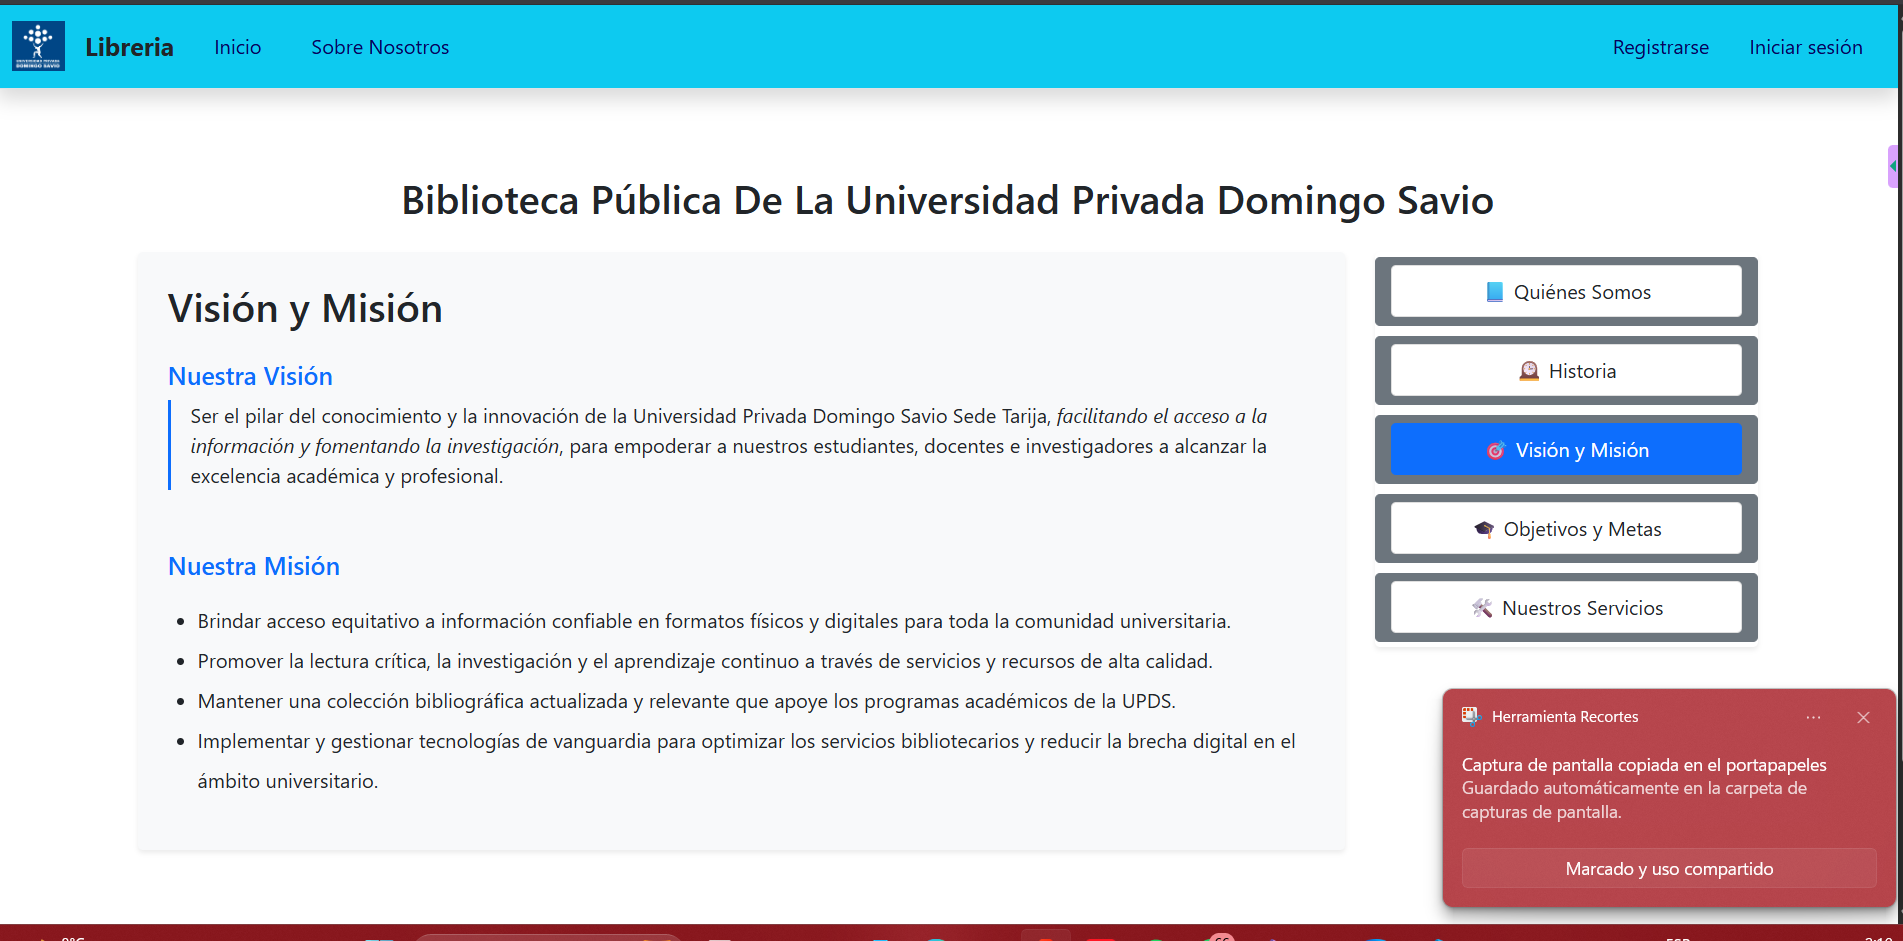 UNIVERSIDAD PRIVADA
DOMINGO SAVIO
Libreria
Inicio
Sobre Nosotros
Registrarse
Iniciar sesión
Biblioteca Pública De La Universidad Privada Domingo Savio
Visión y Misión
Nuestra Visión
Ser el pilar del conocimiento y la innovación de la Universidad Privada Domingo Savio Sede Tarija, facilitando el acceso a la
información y fomentando la investigación, para empoderar a nuestros estudiantes, docentes e investigadores a alcanzar la
excelencia académica y profesional.
Nuestra Misión
Brindar acceso equitativo a información confiable en formatos físicos y digitales para toda la comunidad universitaria.
Promover la lectura crítica, la investigación y el aprendizaje continuo a través de servicios y recursos de alta calidad.
Mantener una colección bibliográfica actualizada y relevante que apoye los programas académicos de la UPDS.
Implementar y gestionar tecnologías de vanguardia para optimizar los servicios bibliotecarios y reducir la brecha digital en el
ámbito universitario.
Quiénes Somos
Historia
Visión y Misión
Objetivos y Metas
Nuestros Servicios
Herramienta Recortes
Captura de pantalla copiada en el portapapeles
Guardado automáticamente en la carpeta de
capturas de pantalla.
Marcado y uso compartido